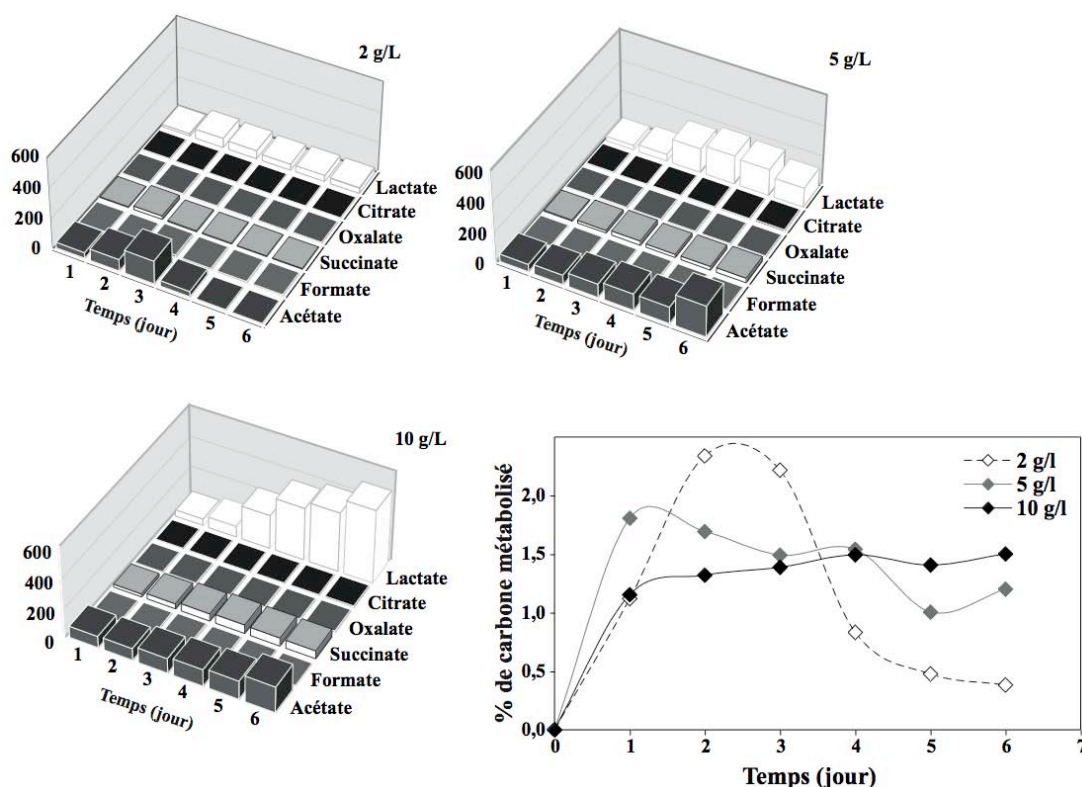 2 g/L
600
400
200
0
1 2 3 4 5 6
Temps (jour)
Lactate
Citrate
Oxalate
Succinate
Formate
Acétate
5 g/L
600
400
200
0
1 2 3 4 5 6
Temps (jour)
Lactate
Citrate
Oxalate
Succinate
Formate
Acétate
10 g/L
600
400
200
0
1 2 3 4 5 6
Temps (jour)
Lactate
Citrate
Oxalate
Succinate
Formate
Acétate
% de carbone métabolisé
2,0
1,5
1,0
0,5
0,0
0 1 2 3 4 5 6 7
Temps (jour)
2 g/l
5 g/l
10 g/l